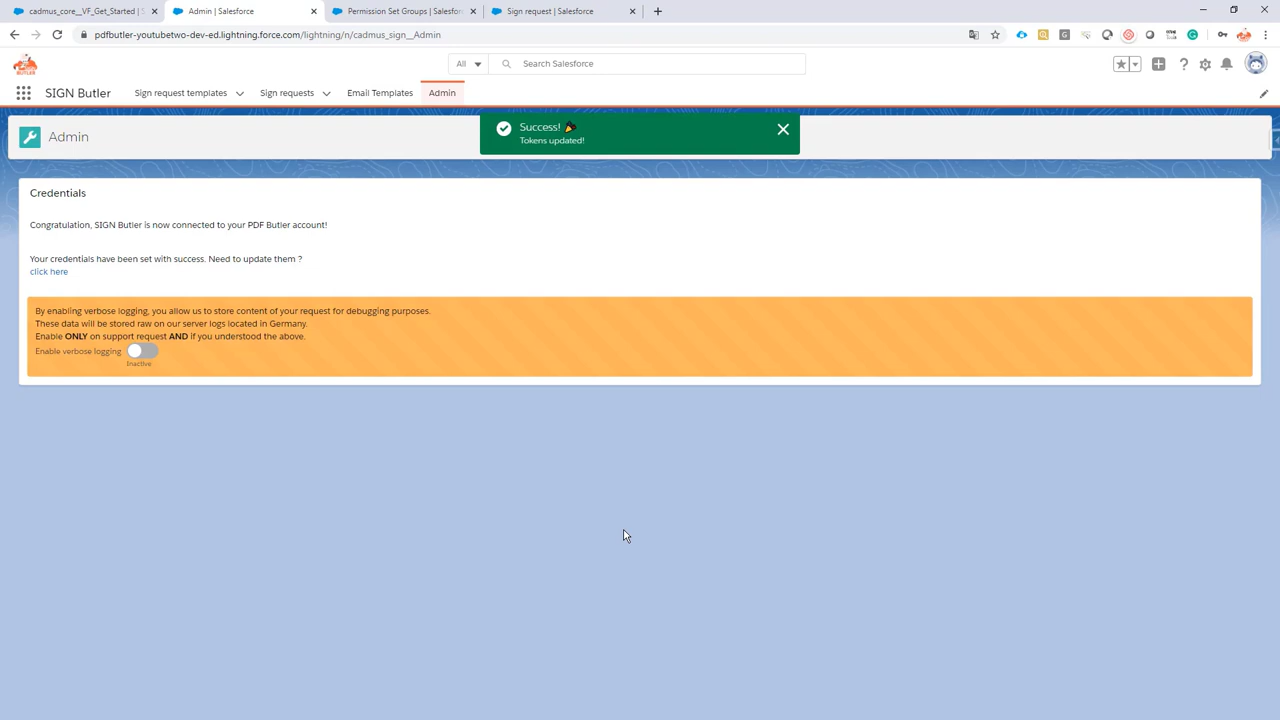 cadmus_core__VF_Get_Started | S
Admin | Salesforce
Permission Set Groups | Salesfor
Sign request | Salesforce
pdfbutler-youtubetwo-dev-ed.lightning.force.com/lightning/n/cadmus_sign__Admin
BUTLER
All
Search Salesforce
SIGN Butler
Sign request templates
Sign requests
Email Templates
Admin
Admin
Success! 🎉
Tokens updated!
Credentials
Congratulation, SIGN Butler is now connected to your PDF Butler account!
Your credentials have been set with success. Need to update them ?
click here
By enabling verbose logging, you allow us to store content of your request for debugging purposes.
These data will be stored raw on our server logs located in Germany.
Enable ONLY on support request AND if you understood the above.
Enable verbose logging
Inactive